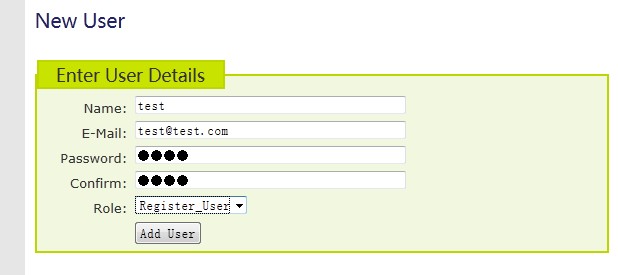 New User
Enter User Details
Name: test
E-Mail: test@test.com
Password: ●●●●
Confirm: ●●●●
Role: Register_User
Add User